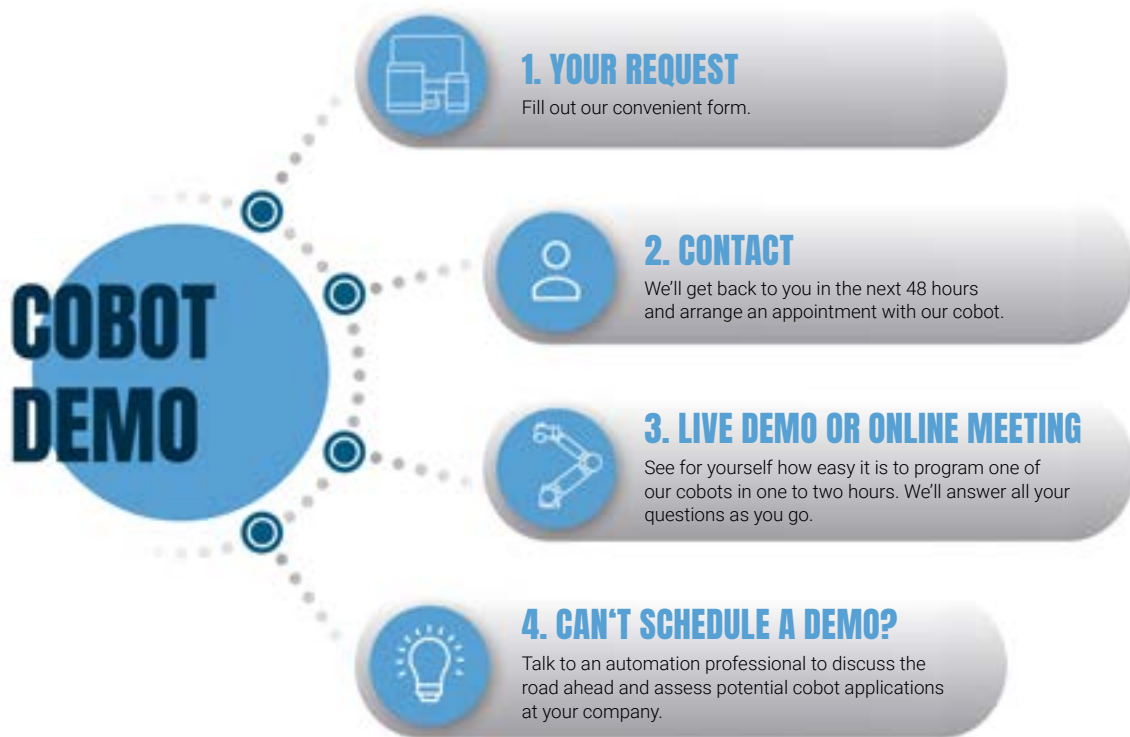 COBOT
DEMO
1. YOUR REQUEST
Fill out our convenient form.
2. CONTACT
We’ll get back to you in the next 48 hours
and arrange an appointment with our cobot.
3. LIVE DEMO OR ONLINE MEETING
See for yourself how easy it is to program one of
our cobots in one to two hours. We’ll answer all your
questions as you go.
4. CAN‘T SCHEDULE A DEMO?
Talk to an automation professional to discuss the
road ahead and assess potential cobot applications
at your company.